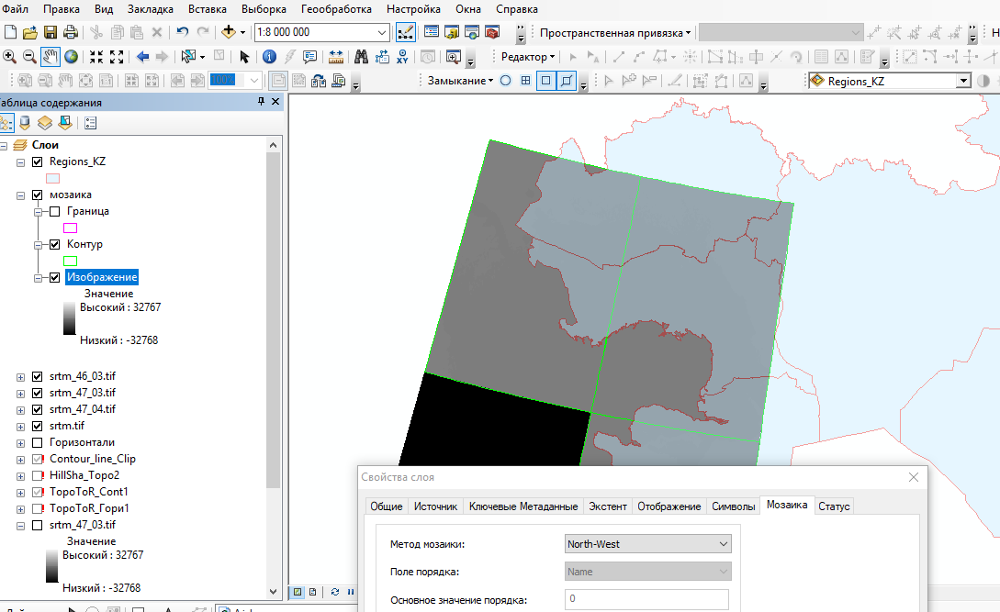 Файл Правка Вид Закладка Вставка Выборка Геообработка Настройка Окна Справка
1:8 000 000 Пространственная привязка
Редактор
100% Замыкание Regions_KZ
Таблица содержания
Слои
Regions_KZ
мозаика
Граница
Контур
Изображение
Значение
Высокий : 32767
Низкий : -32768
srtm_46_03.tif
srtm_47_03.tif
srtm_47_04.tif
srtm.tif
Горизонтали
Contour_line_Clip
HillSha_Topo2
TopoToR_Cont1
TopoToR_Гори1
srtm_47_03.tif
Значение
Высокий : 32767
Низкий : -32768
Свойства слоя
Общие Источник Ключевые Метаданные Экстент Отображение Символы Мозаика Статус
Метод мозаики: North-West
Поле порядка: Name
Основное значение порядка: 0